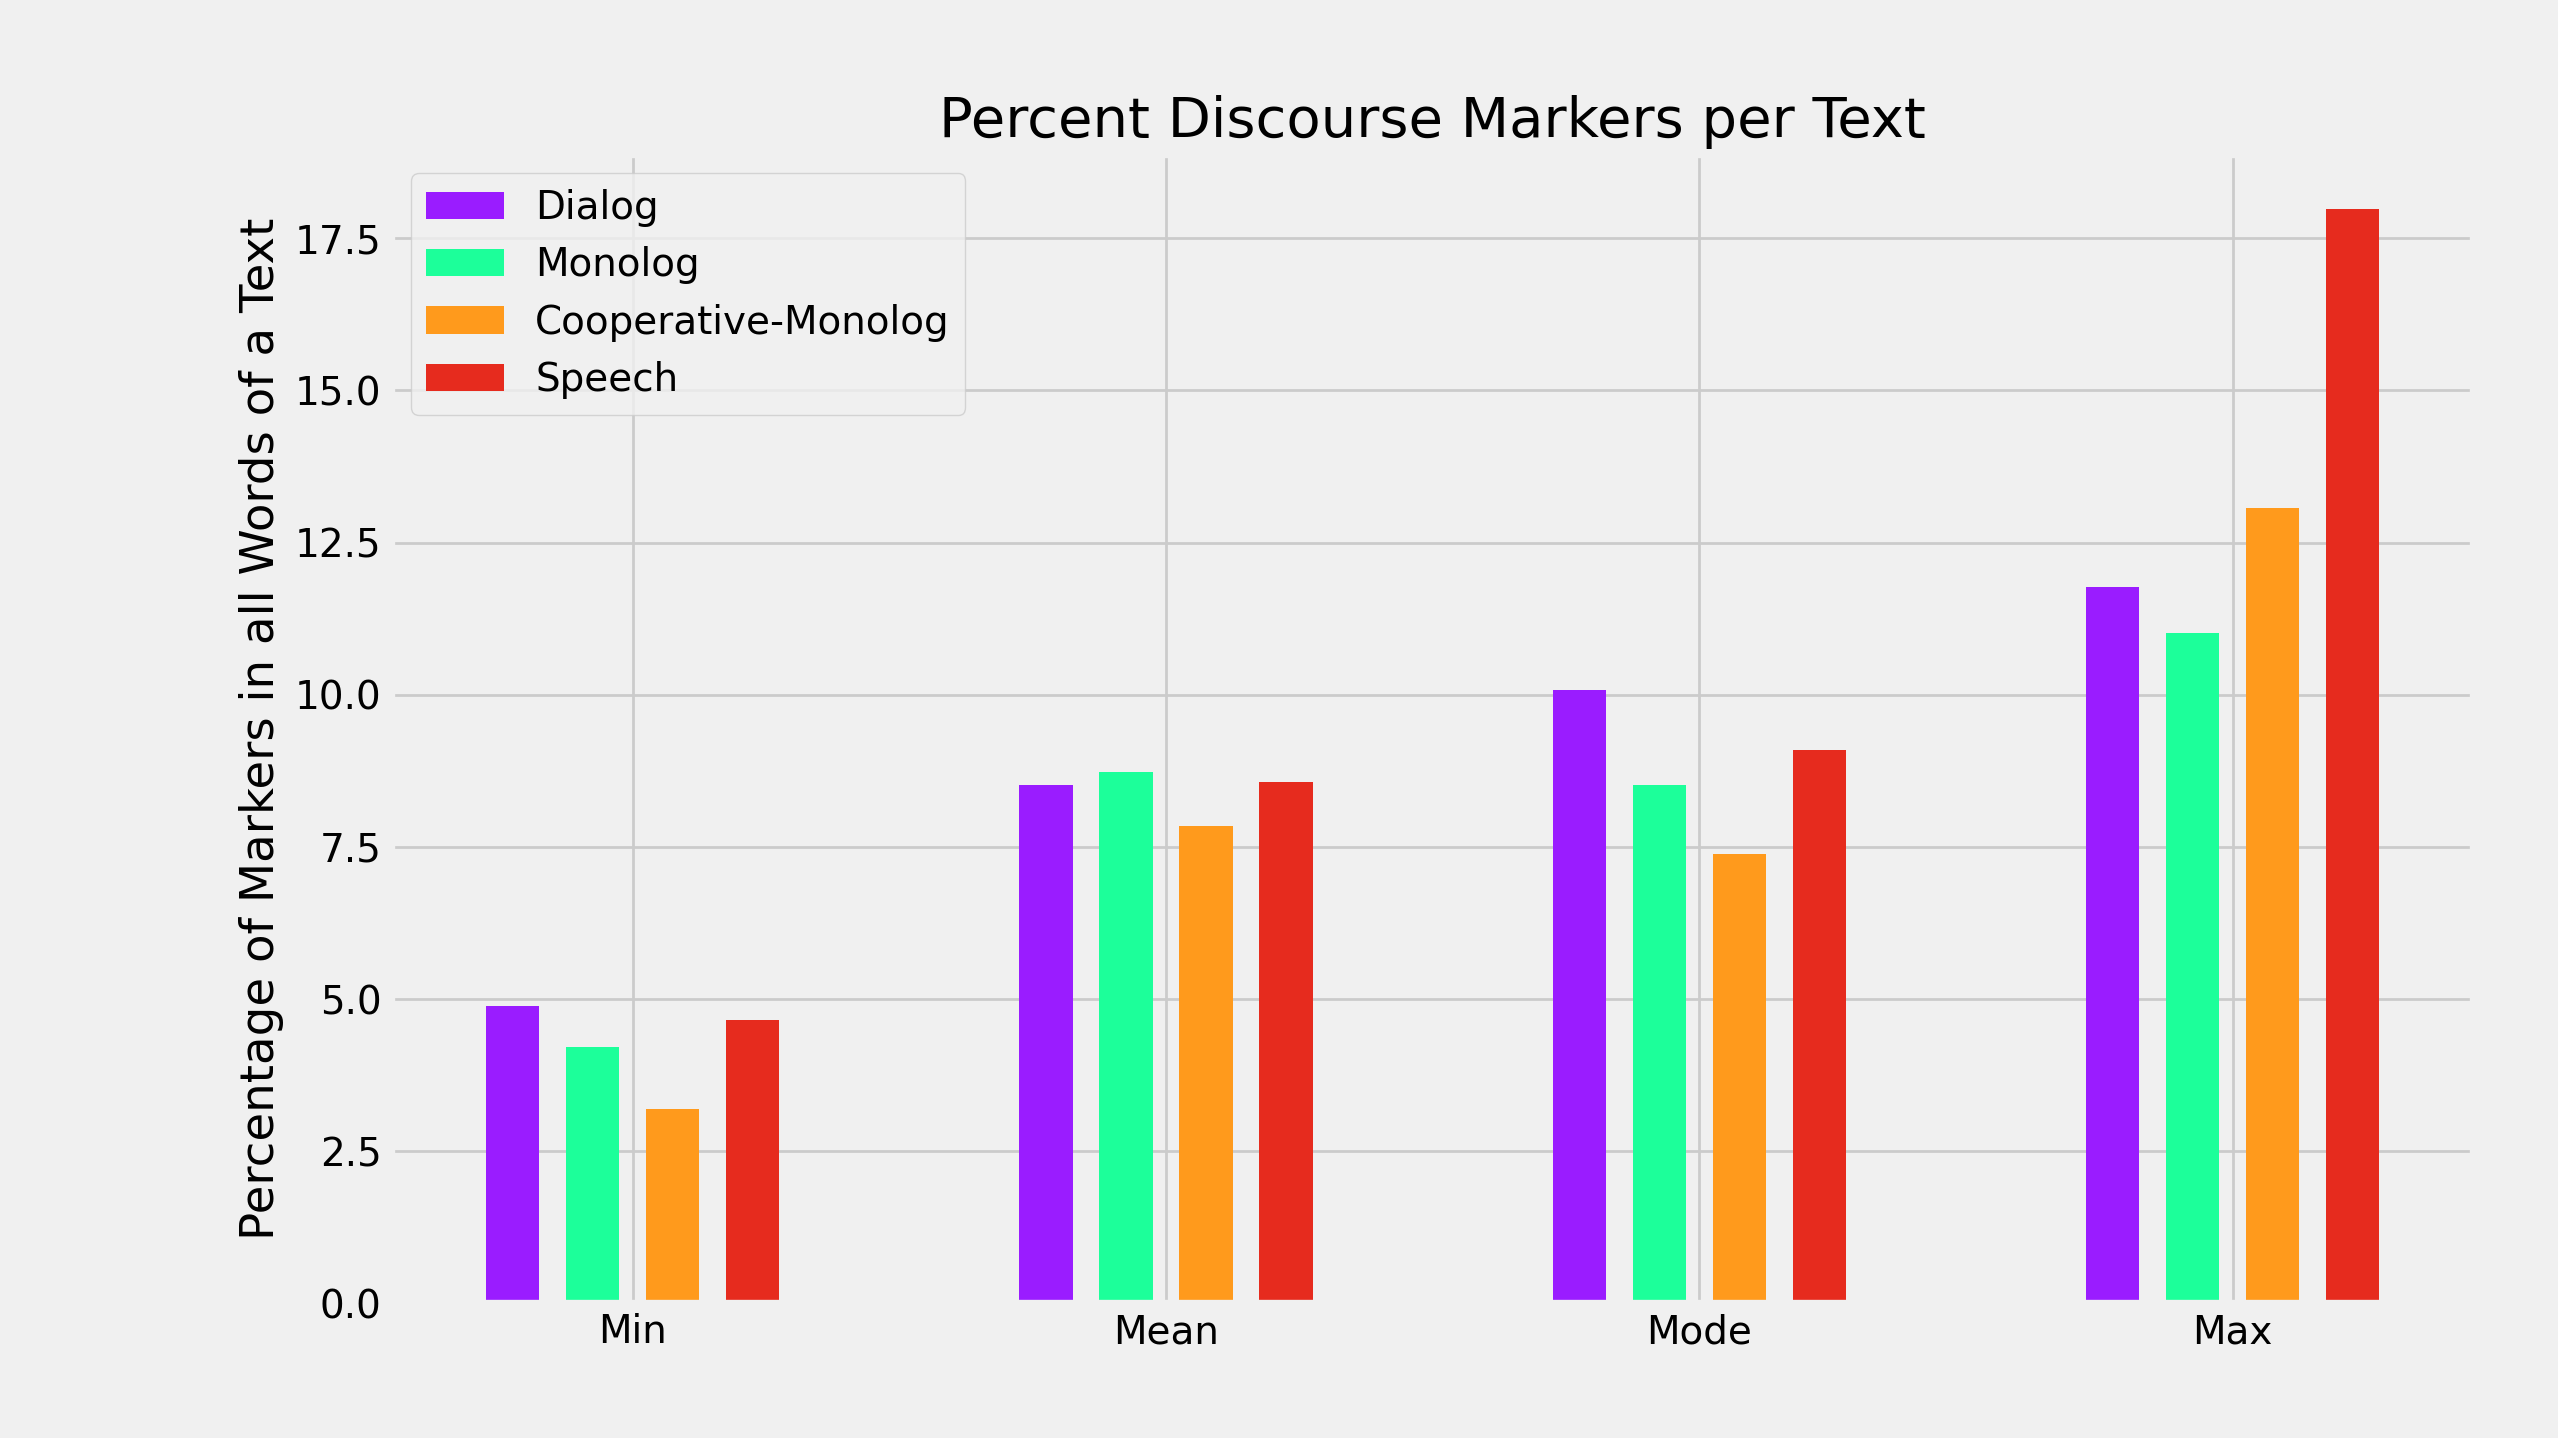 Percent Discourse Markers per Text
Dialog
Monolog
Cooperative-Monolog
Speech
Percentage of Markers in all Words of a Text
17.5
15.0
12.5
10.0
7.5
5.0
2.5
0.0
Min
Mean
Mode
Max